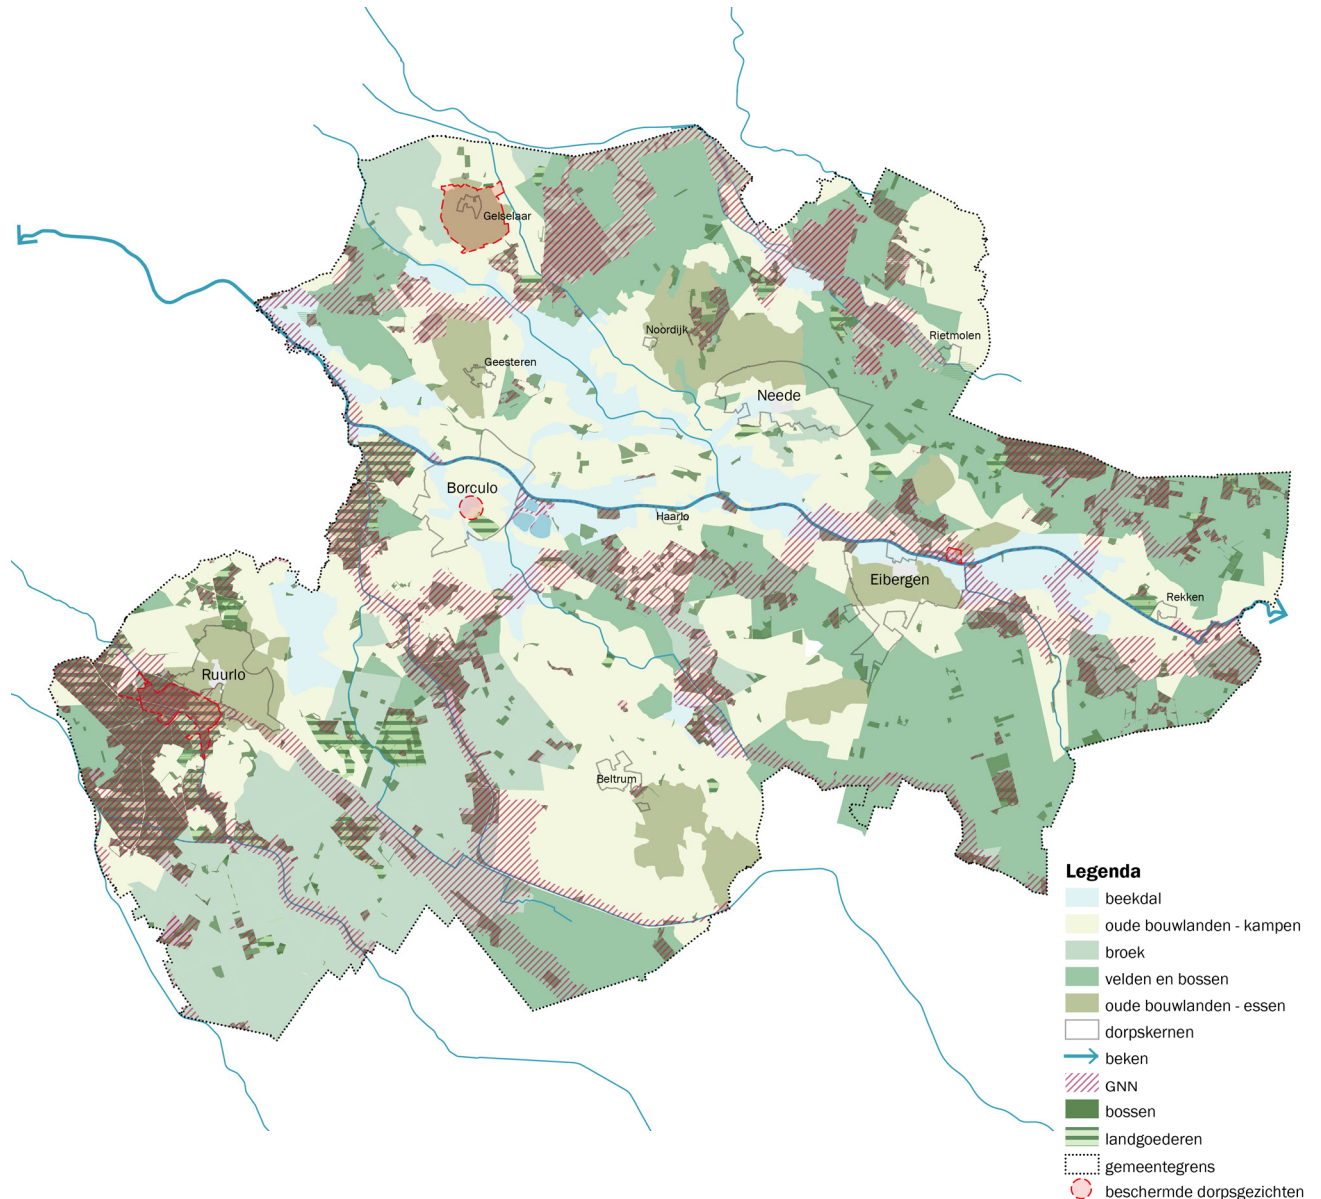 Gelselaar
Noordijk
Rietmolen
Geesteren
Neede
Borculo
Haarlo
Eibergen
Rekken
Ruurlo
Beltrum
Legenda
beekdal
oude bouwlanden - kampen
broek
velden en bossen
oude bouwlanden - essen
dorpskernen
beken
GNN
bossen
landgoederen
gemeentegrens
beschermde dorpsgezichten